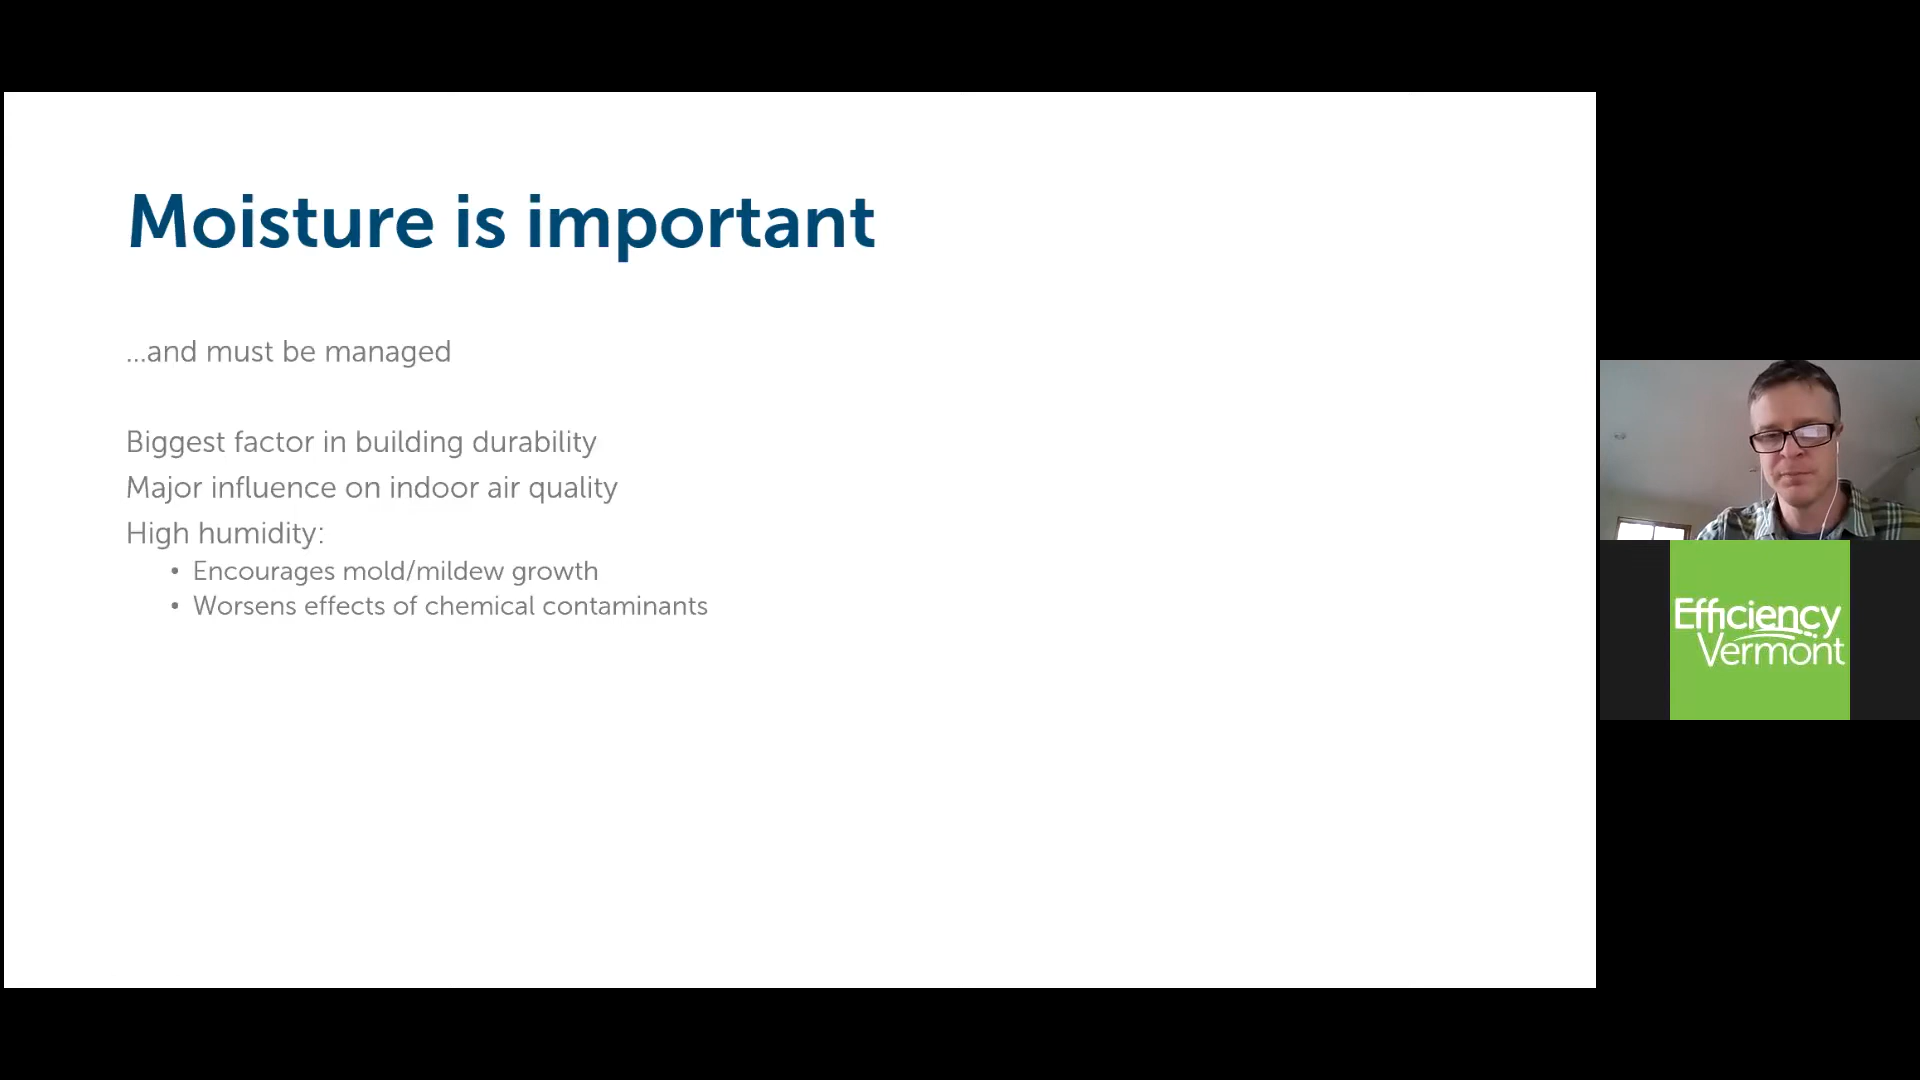 Moisture is important
...and must be managed
Biggest factor in building durability
Major influence on indoor air quality
High humidity:
• Encourages mold/mildew growth
• Worsens effects of chemical contaminants
Efficiency
Vermont